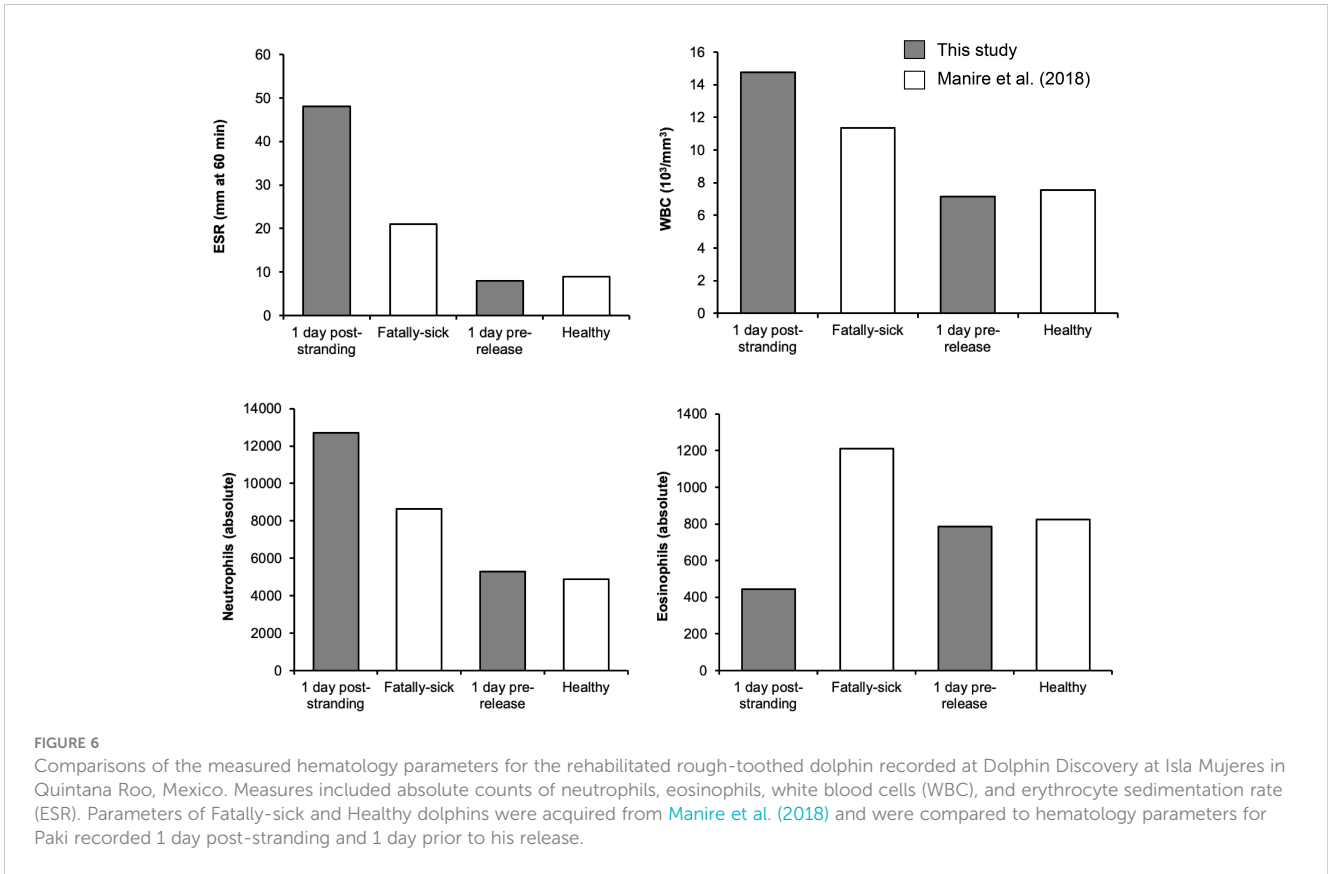 60
50
40
30
20
10
0
ESR (mm at 60 min)
1 day post-
stranding
Fatally-sick
1 day pre-
release
Healthy
16
14
12
10
8
6
4
2
0
WBC (10³/mm³)
1 day post-
stranding
Fatally-sick
1 day pre-
release
Healthy
This study
Manire et al. (2018)
14000
12000
10000
8000
6000
4000
2000
0
Neutrophils (absolute)
1 day post-
stranding
Fatally-sick
1 day pre-
release
Healthy
1400
1200
1000
800
600
400
200
0
Eosinophils (absolute)
1 day post-
stranding
Fatally-sick
1 day pre-
release
Healthy
FIGURE 6
Comparisons of the measured hematology parameters for the rehabilitated rough-toothed dolphin recorded at Dolphin Discovery at Isla Mujeres in
Quintana Roo, Mexico. Measures included absolute counts of neutrophils, eosinophils, white blood cells (WBC), and erythrocyte sedimentation rate
(ESR). Parameters of Fatally-sick and Healthy dolphins were acquired from Manire et al. (2018) and were compared to hematology parameters for
Paki recorded 1 day post-stranding and 1 day prior to his release.